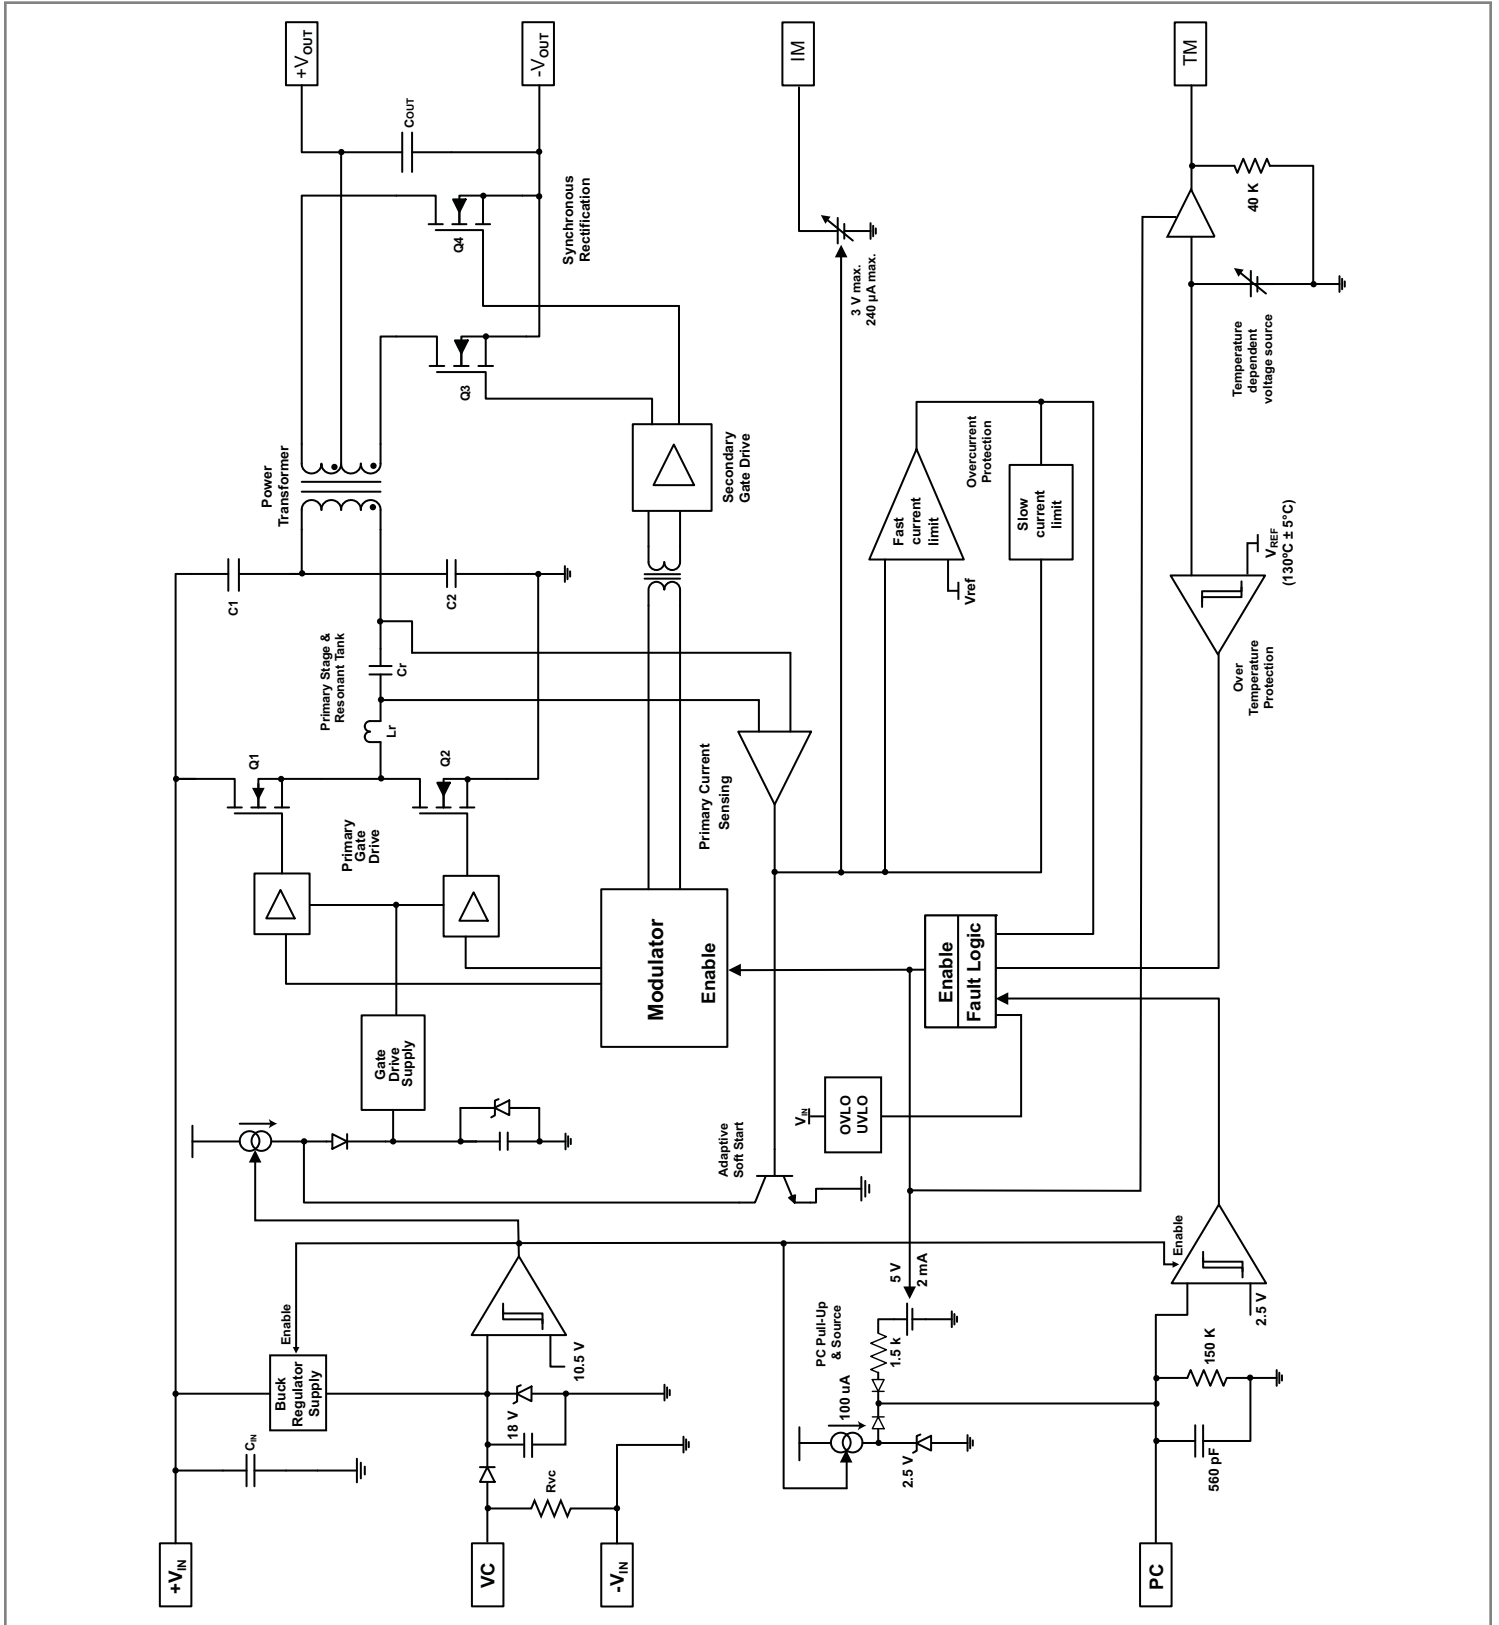 +VOUT
-VOUT
IM
TM
COUT
Synchronous
Rectification
Q4
Q3
40 K
3 V max.
240 µA max.
Temperature
dependent
voltage source
Power
Transformer
Secondary
Gate Drive
Overcurrent
Protection
Fast
current
limit
Slow
current
limit
Vref
VREF
(130°C ± 5°C)
C1
C2
Primary Stage &
Resonant Tank
Cr
Lr
Over
Temperature
Protection
Q1
Q2
Primary
Gate
Drive
Primary Current
Sensing
Modulator
Enable
Enable
Fault Logic
Gate
Drive
Supply
VIN
OVLO
UVLO
Adaptive
Soft Start
Enable
Buck
Regulator
Supply
10.5 V
18 V
CIN
Rvc
5 V
2 mA
PC Pull-Up
& Source
1.5 k
100 uA
2.5 V
Enable
2.5 V
150 K
560 pF
+VIN
VC
-VIN
PC